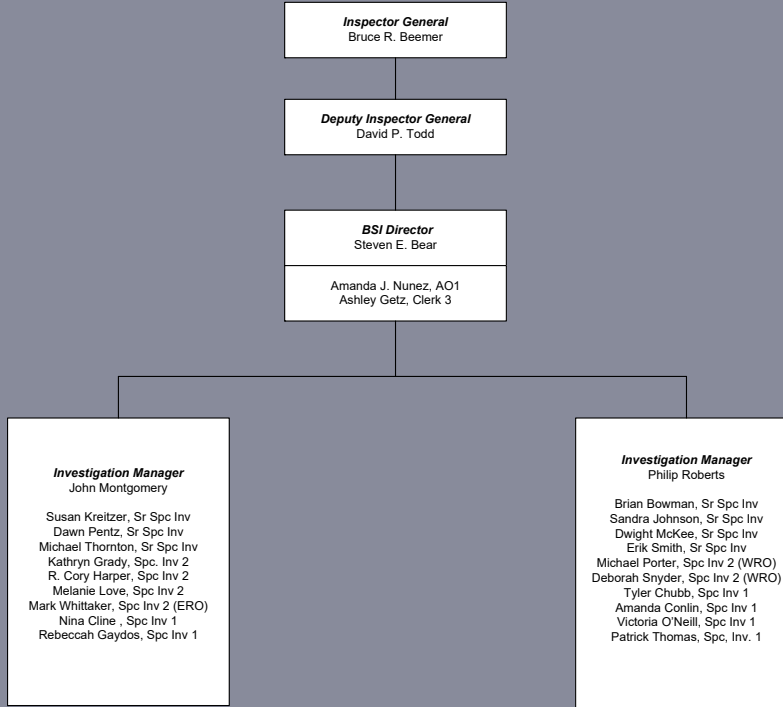 Inspector General
Bruce R. Beemer
Deputy Inspector General
David P. Todd
BSI Director
Steven E. Bear
Amanda J. Nunez, AO1
Ashley Getz, Clerk 3
Investigation Manager
John Montgomery
Susan Kreitzer, Sr Spc Inv
Dawn Pentz, Sr Spc Inv
Michael Thornton, Sr Spc Inv
Kathryn Grady, Spc. Inv 2
R. Cory Harper, Spc Inv 2
Melanie Love, Spc Inv 2
Mark Whittaker, Spc Inv 2 (ERO)
Nina Cline , Spc Inv 1
Rebeccah Gaydos, Spc Inv 1
Investigation Manager
Philip Roberts
Brian Bowman, Sr Spc Inv
Sandra Johnson, Sr Spc Inv
Dwight McKee, Sr Spc Inv
Erik Smith, Sr Spc Inv
Michael Porter, Spc Inv 2 (WRO)
Deborah Snyder, Spc Inv 2 (WRO)
Tyler Chubb, Spc Inv 1
Amanda Conlin, Spc Inv 1
Victoria O'Neill, Spc Inv 1
Patrick Thomas, Spc, Inv. 1